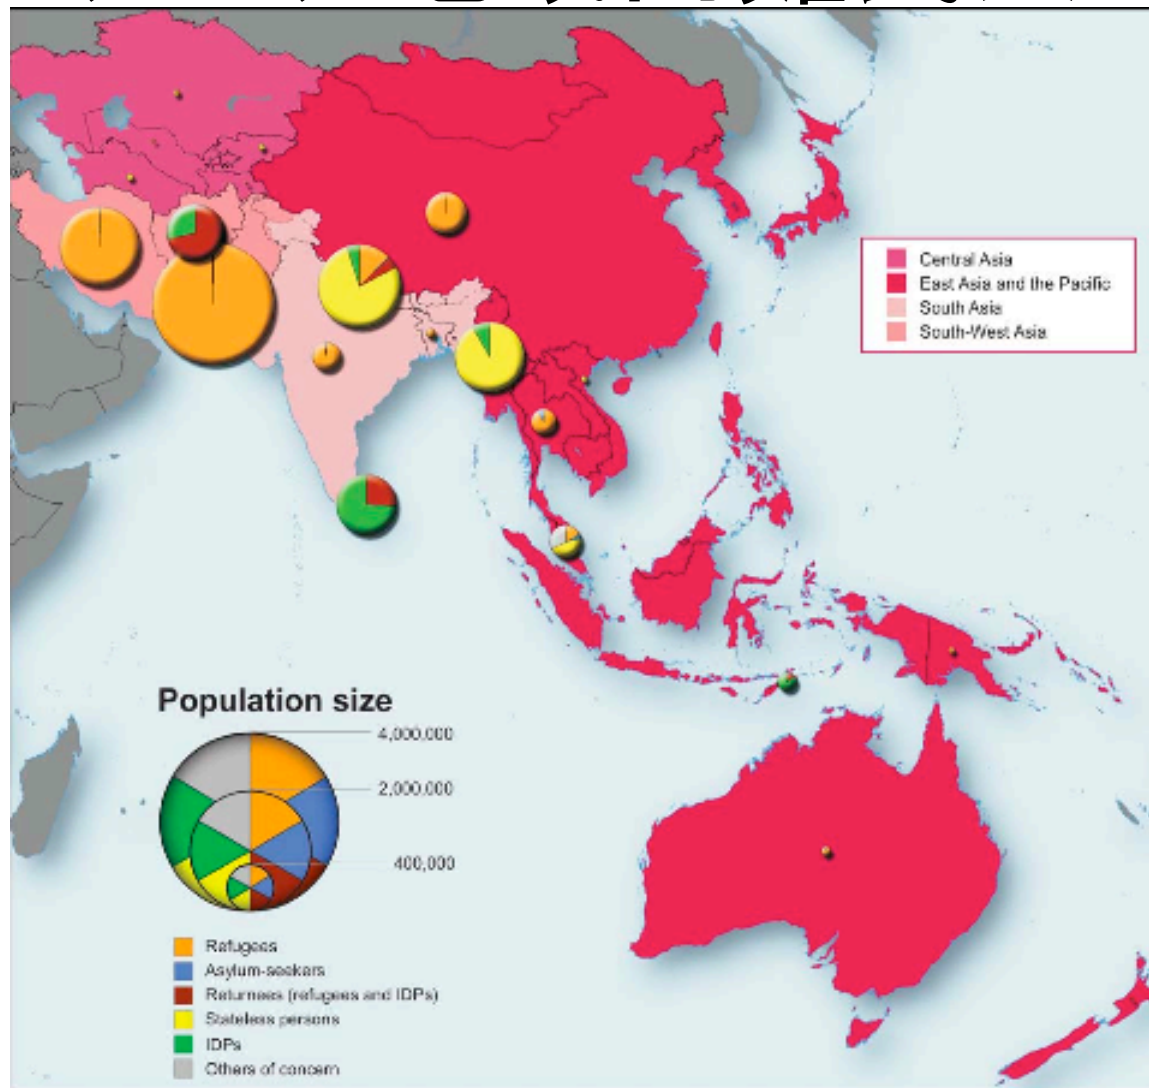 Central Asia
East Asia and the Pacific
South Asia
South-West Asia
Population size
4,000,000
2,000,000
400,000
Refugees
Asylum-seekers
Returnees (refugees and IDPs)
Stateless persons
IDPs
Others of concern